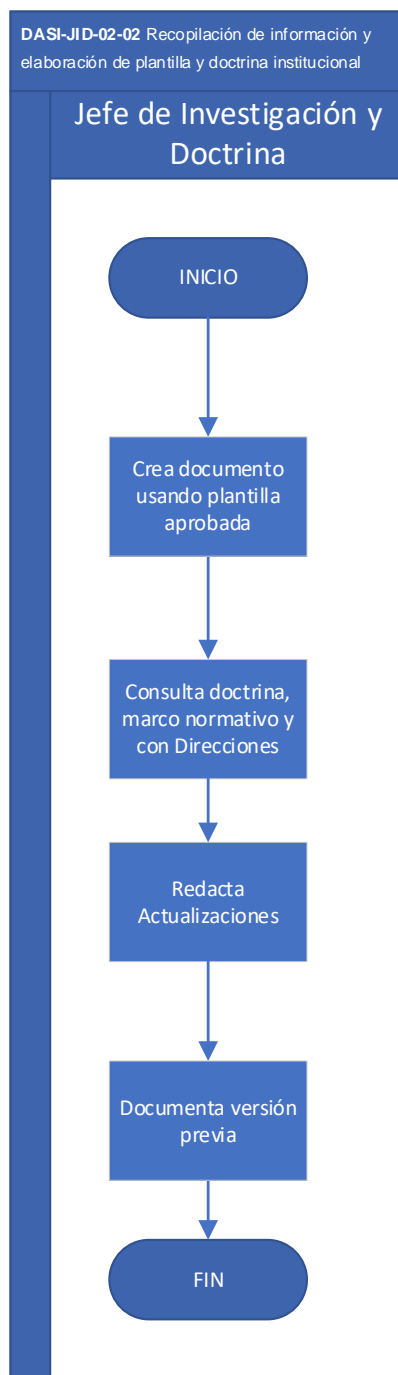 DASI-JID-02-02 Recopilación de información y
elaboración de plantilla y doctrina institucional
Jefe de Investigación y
Doctrina
INICIO
Crea documento
usando plantilla
aprobada
Consulta doctrina,
marco normativo y
con Direcciones
Redacta
Actualizaciones
Documenta versión
previa
FIN